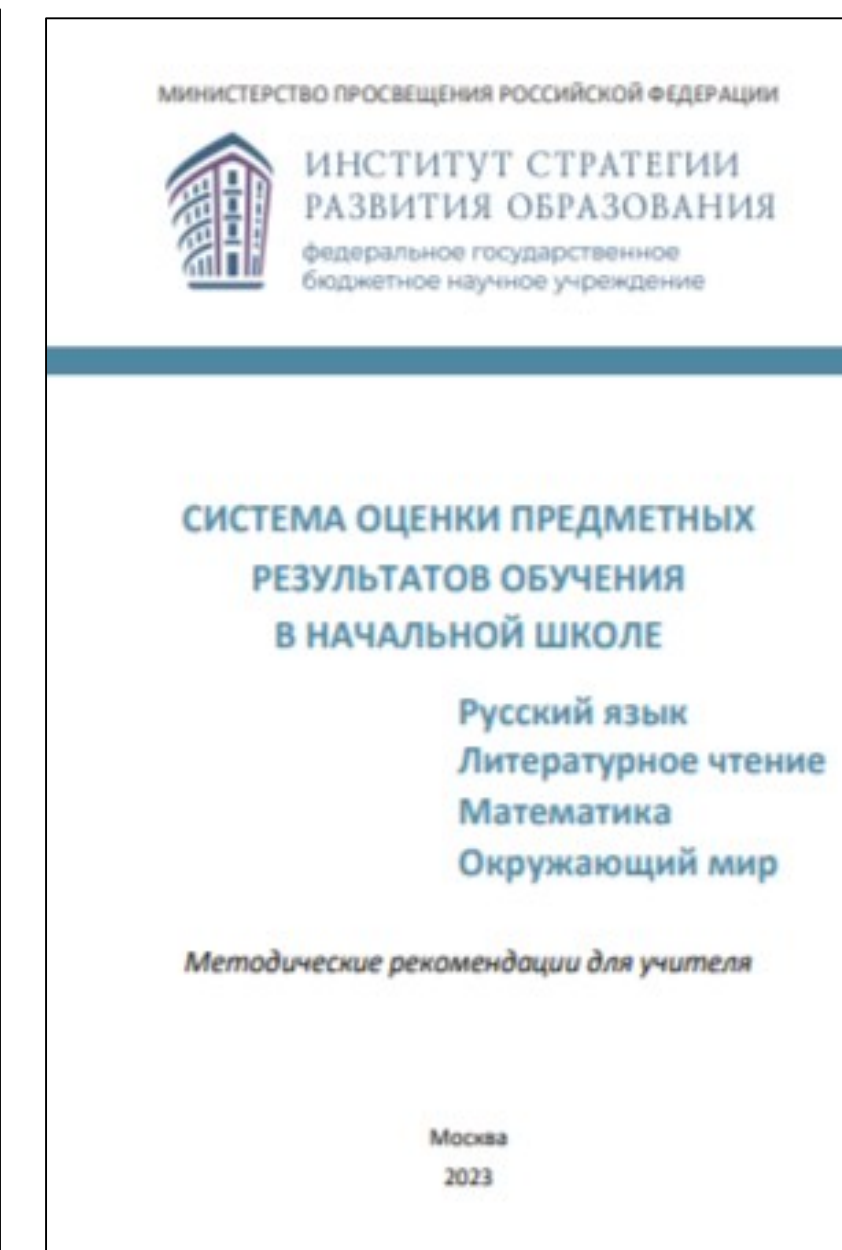 МИНИСТЕРСТВО ПРОСВЕЩЕНИЯ РОССИЙСКОЙ ФЕДЕРАЦИИ
ИНСТИТУТ СТРАТЕГИИ
РАЗВИТИЯ ОБРАЗОВАНИЯ
федеральное государственное
бюджетное научное учреждение
СИСТЕМА ОЦЕНКИ ПРЕДМЕТНЫХ
РЕЗУЛЬТАТОВ ОБУЧЕНИЯ
В НАЧАЛЬНОЙ ШКОЛЕ
Русский язык
Литературное чтение
Математика
Окружающий мир
Методические рекомендации для учителя
Москва
2023